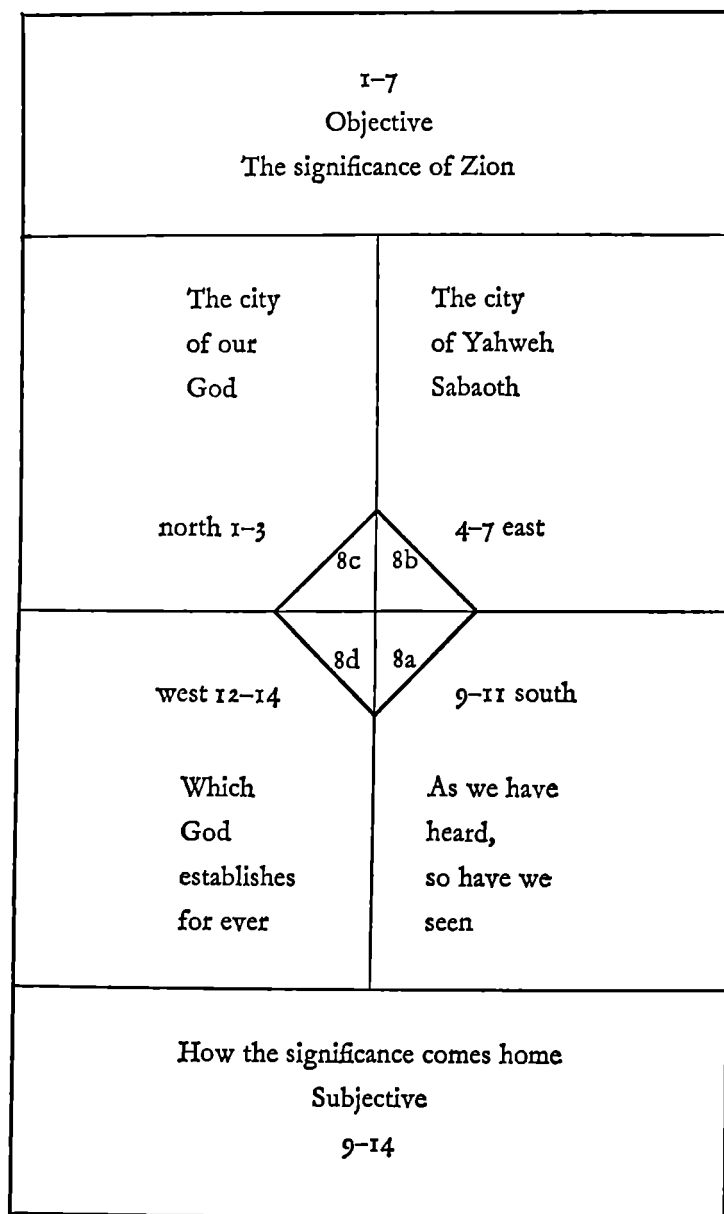 1–7
Objective
The significance of Zion
The city
of our
God
The city
of Yahweh
Sabaoth
north 1–3
4–7 east
8c
8b
8d
8a
west 12–14
9–11 south
Which
God
establishes
for ever
As we have
heard,
so have we
seen
How the significance comes home
Subjective
9–14